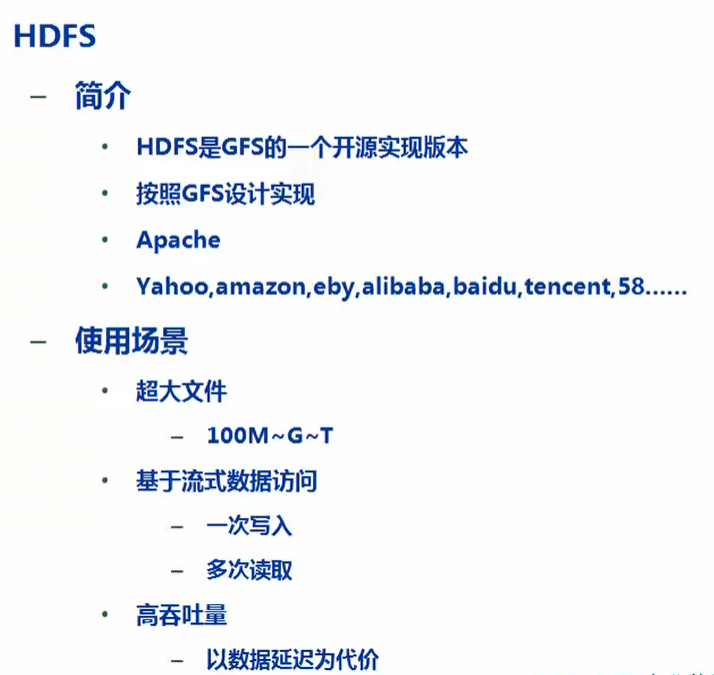 HDFS
– 简介
• HDFS是GFS的一个开源实现版本
• 按照GFS设计实现
• Apache
• Yahoo,amazon,eby,alibaba,baidu,tencent,58......
– 使用场景
• 超大文件
– 100M~G~T
• 基于流式数据访问
– 一次写入
– 多次读取
• 高吞吐量
– 以数据延迟为代价